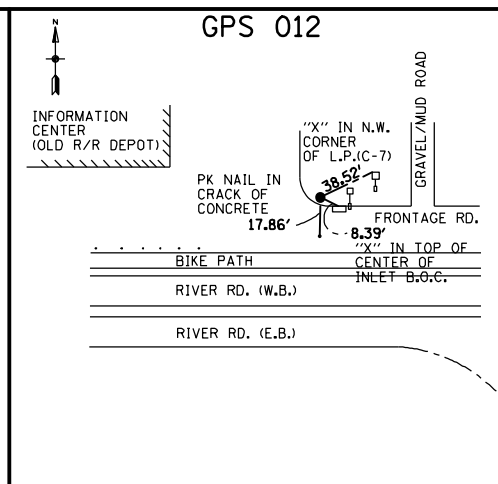 GPS 012
N
INFORMATION
CENTER
(OLD R/R DEPOT)
"X" IN N.W.
CORNER
OF L.P.(C-7)
GRAVEL/MUD ROAD
38.52'
PK NAIL IN
CRACK OF
CONCRETE
17.86'
FRONTAGE RD.
8.39'
"X" IN TOP OF
CENTER OF
INLET B.O.C.
BIKE PATH
RIVER RD. (W.B.)
RIVER RD. (E.B.)